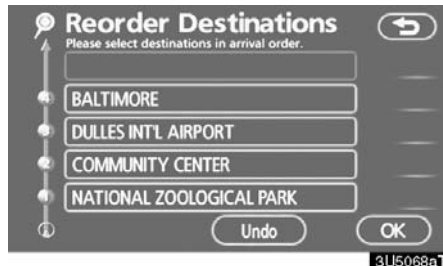 Reorder Destinations
Please select destinations in arrival order.
BALTIMORE
DULLES INT'L AIRPORT
COMMUNITY CENTER
NATIONAL ZOOLOGICAL PARK
Undo
OK
3U5068a